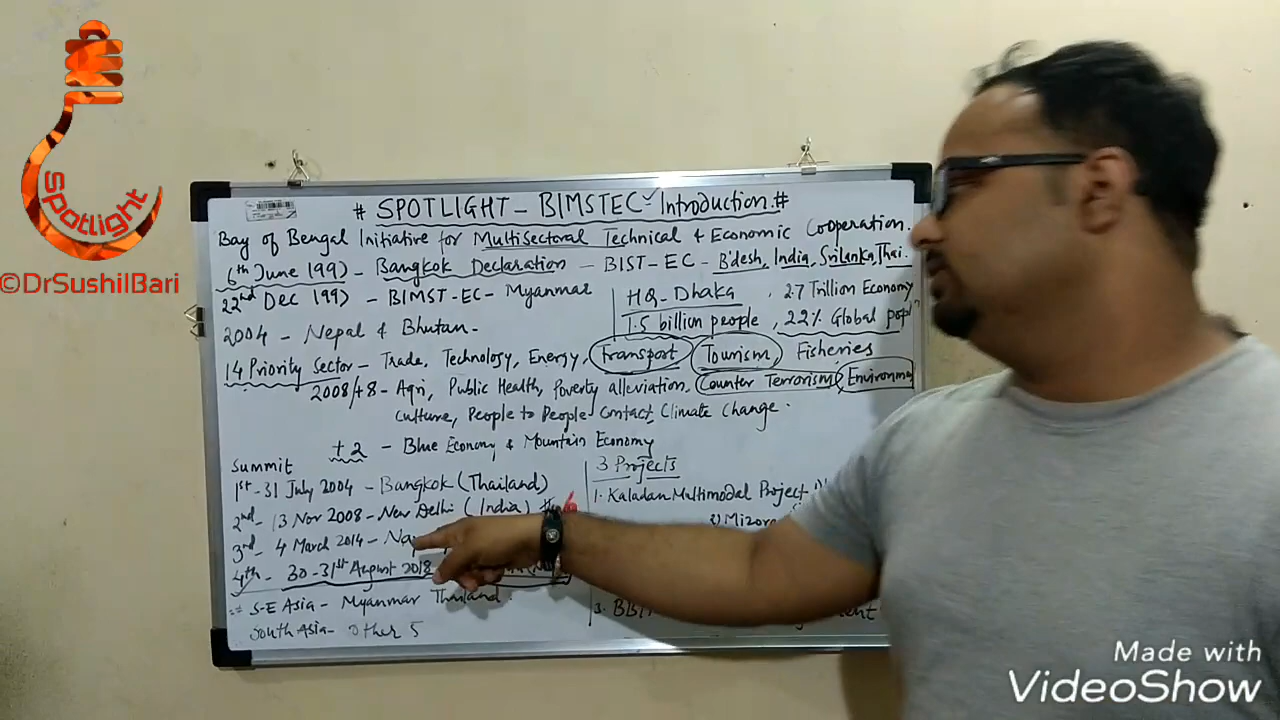 Spotlight
©DrSushilBari
# SPOTLIGHT - BIMSTEC - Introduction. #
Bay of Bengal Initiative for Multisectoral Technical & Economic Cooperation.
6th June 1997 - Bangkok Declaration - BIST-EC - B'desh, India, Srilanka, Thai.
22nd Dec 1997 - BIMST-EC - Myanmar
HQ - Dhaka, 2.7 Trillion Economy
2004 - Nepal & Bhutan -
1.5 billion people, 22% Global popln
14 Priority Sector - Trade, Technology, Energy, Transport Tourism Fisheries
2008/+8 - Agri, Public Health, Poverty alleviation, Counter Terrorism, Environme
Culture, People to People Contact, Climate Change.
+2 - Blue Economy & Mountain Economy
Summit
1st - 31 July 2004 - Bangkok (Thailand)
2nd - 13 Nov 2008 - New Delhi (India)
3rd - 4 March 2014 - Nay
4th - 30-31st August 2018
S-E Asia - Myanmar Thailand.
South Asia - Other 5
3 Projects
1. Kaladan Multimodal Project
2) Mizor
3.
Made with
VideoShow